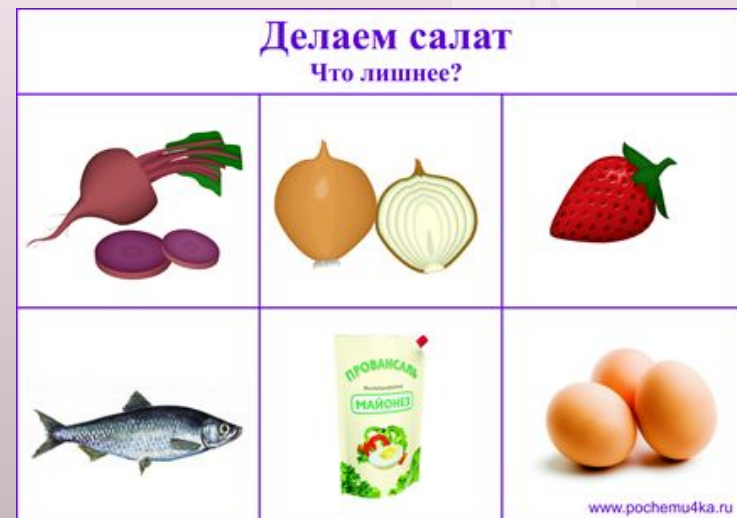 Делаем салат
Что лишнее?
ПРОВАНСАЛЬ
МАЙОНЕЗ
www.pochemu4ka.ru